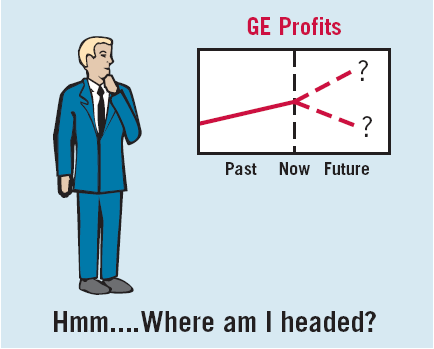 GE Profits
?
?
Past Now Future
Hmm....Where am I headed?